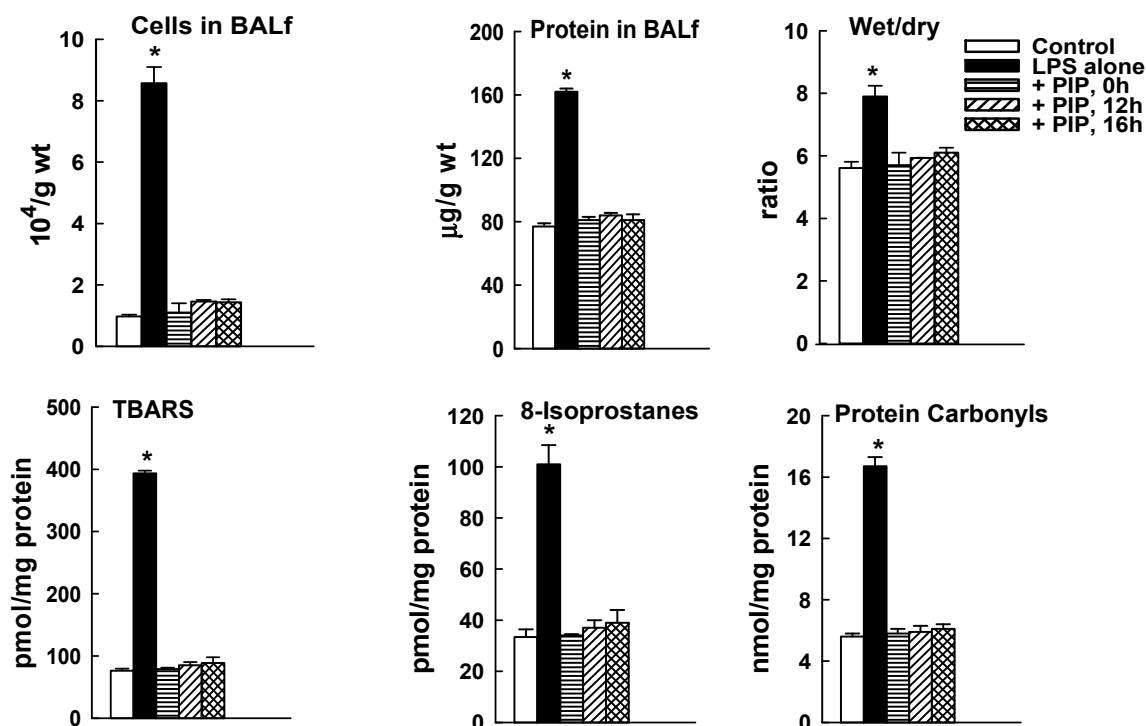 Cells in BALf
10
8
6
4
2
0
10⁴/g wt
*
Protein in BALf
200
160
120
80
40
0
µg/g wt
*
Wet/dry
10
8
6
4
2
0
ratio
*
Control
LPS alone
+ PIP, 0h
+ PIP, 12h
+ PIP, 16h
TBARS
500
400
300
200
100
0
pmol/mg protein
*
8-Isoprostanes
120
100
80
60
40
20
0
pmol/mg protein
*
Protein Carbonyls
20
16
12
8
4
0
nmol/mg protein
*